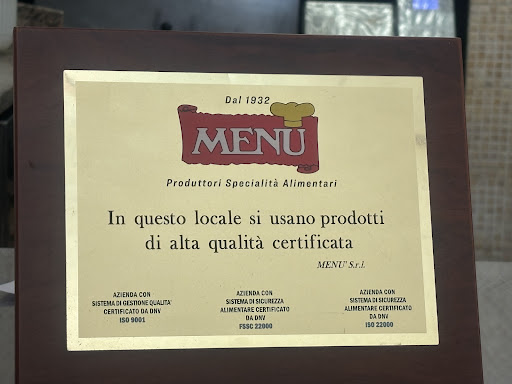 Dal 1932
MENÙ
Produttori Specialità Alimentari
In questo locale si usano prodotti
di alta qualità certificata
MENU' S.r.l.
AZIENDA CON
SISTEMA DI GESTIONE QUALITA'
CERTIFICATO DA DNV
ISO 9001
AZIENDA CON
SISTEMA DI SICUREZZA
ALIMENTARE CERTIFICATO
DA DNV
FSSC 22000
AZIENDA CON
SISTEMA DI SICUREZZA
ALIMENTARE CERTIFICATO
DA DNV
ISO 22000